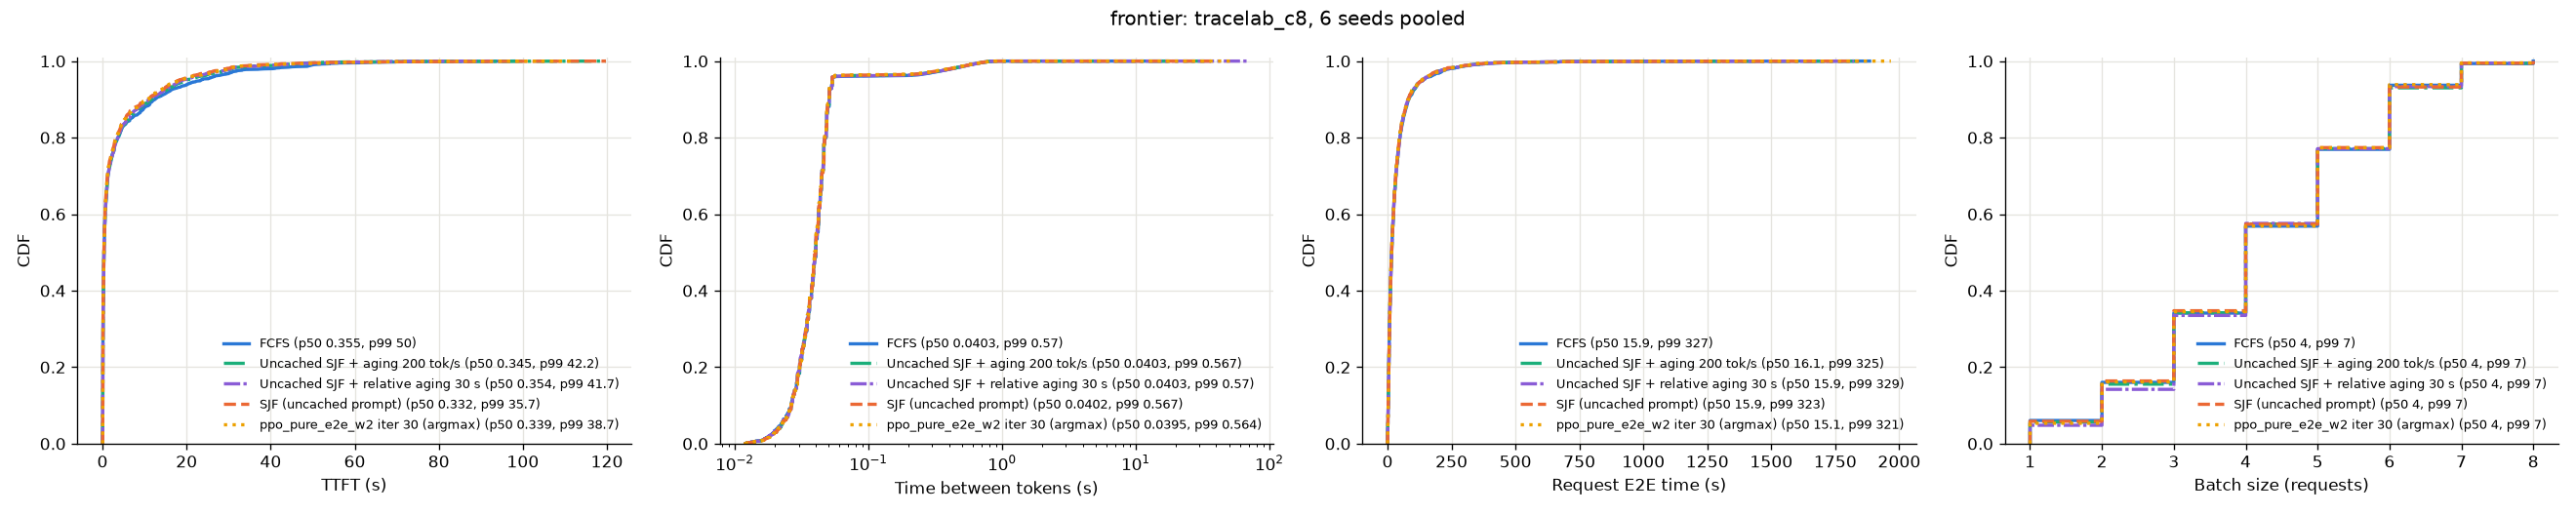 frontier: tracelab_c8, 6 seeds pooled
CDF
1.0
0.8
0.6
0.4
0.2
0.0
FCFS (p50 0.355, p99 50)
Uncached SJF + aging 200 tok/s (p50 0.345, p99 42.2)
Uncached SJF + relative aging 30 s (p50 0.354, p99 41.7)
SJF (uncached prompt) (p50 0.332, p99 35.7)
ppo_pure_e2e_w2 iter 30 (argmax) (p50 0.339, p99 38.7)
0 20 40 60 80 100 120
TTFT (s)
CDF
1.0
0.8
0.6
0.4
0.2
0.0
FCFS (p50 0.0403, p99 0.57)
Uncached SJF + aging 200 tok/s (p50 0.0403, p99 0.567)
Uncached SJF + relative aging 30 s (p50 0.0403, p99 0.57)
SJF (uncached prompt) (p50 0.0402, p99 0.567)
ppo_pure_e2e_w2 iter 30 (argmax) (p50 0.0395, p99 0.564)
10⁻² 10⁻¹ 10⁰ 10¹ 10²
Time between tokens (s)
CDF
1.0
0.8
0.6
0.4
0.2
0.0
FCFS (p50 15.9, p99 327)
Uncached SJF + aging 200 tok/s (p50 16.1, p99 325)
Uncached SJF + relative aging 30 s (p50 15.9, p99 329)
SJF (uncached prompt) (p50 15.9, p99 323)
ppo_pure_e2e_w2 iter 30 (argmax) (p50 15.1, p99 321)
0 250 500 750 1000 1250 1500 1750 2000
Request E2E time (s)
CDF
1.0
0.8
0.6
0.4
0.2
0.0
FCFS (p50 4, p99 7)
Uncached SJF + aging 200 tok/s (p50 4, p99 7)
Uncached SJF + relative aging 30 s (p50 4, p99 7)
SJF (uncached prompt) (p50 4, p99 7)
ppo_pure_e2e_w2 iter 30 (argmax) (p50 4, p99 7)
1 2 3 4 5 6 7 8
Batch size (requests)